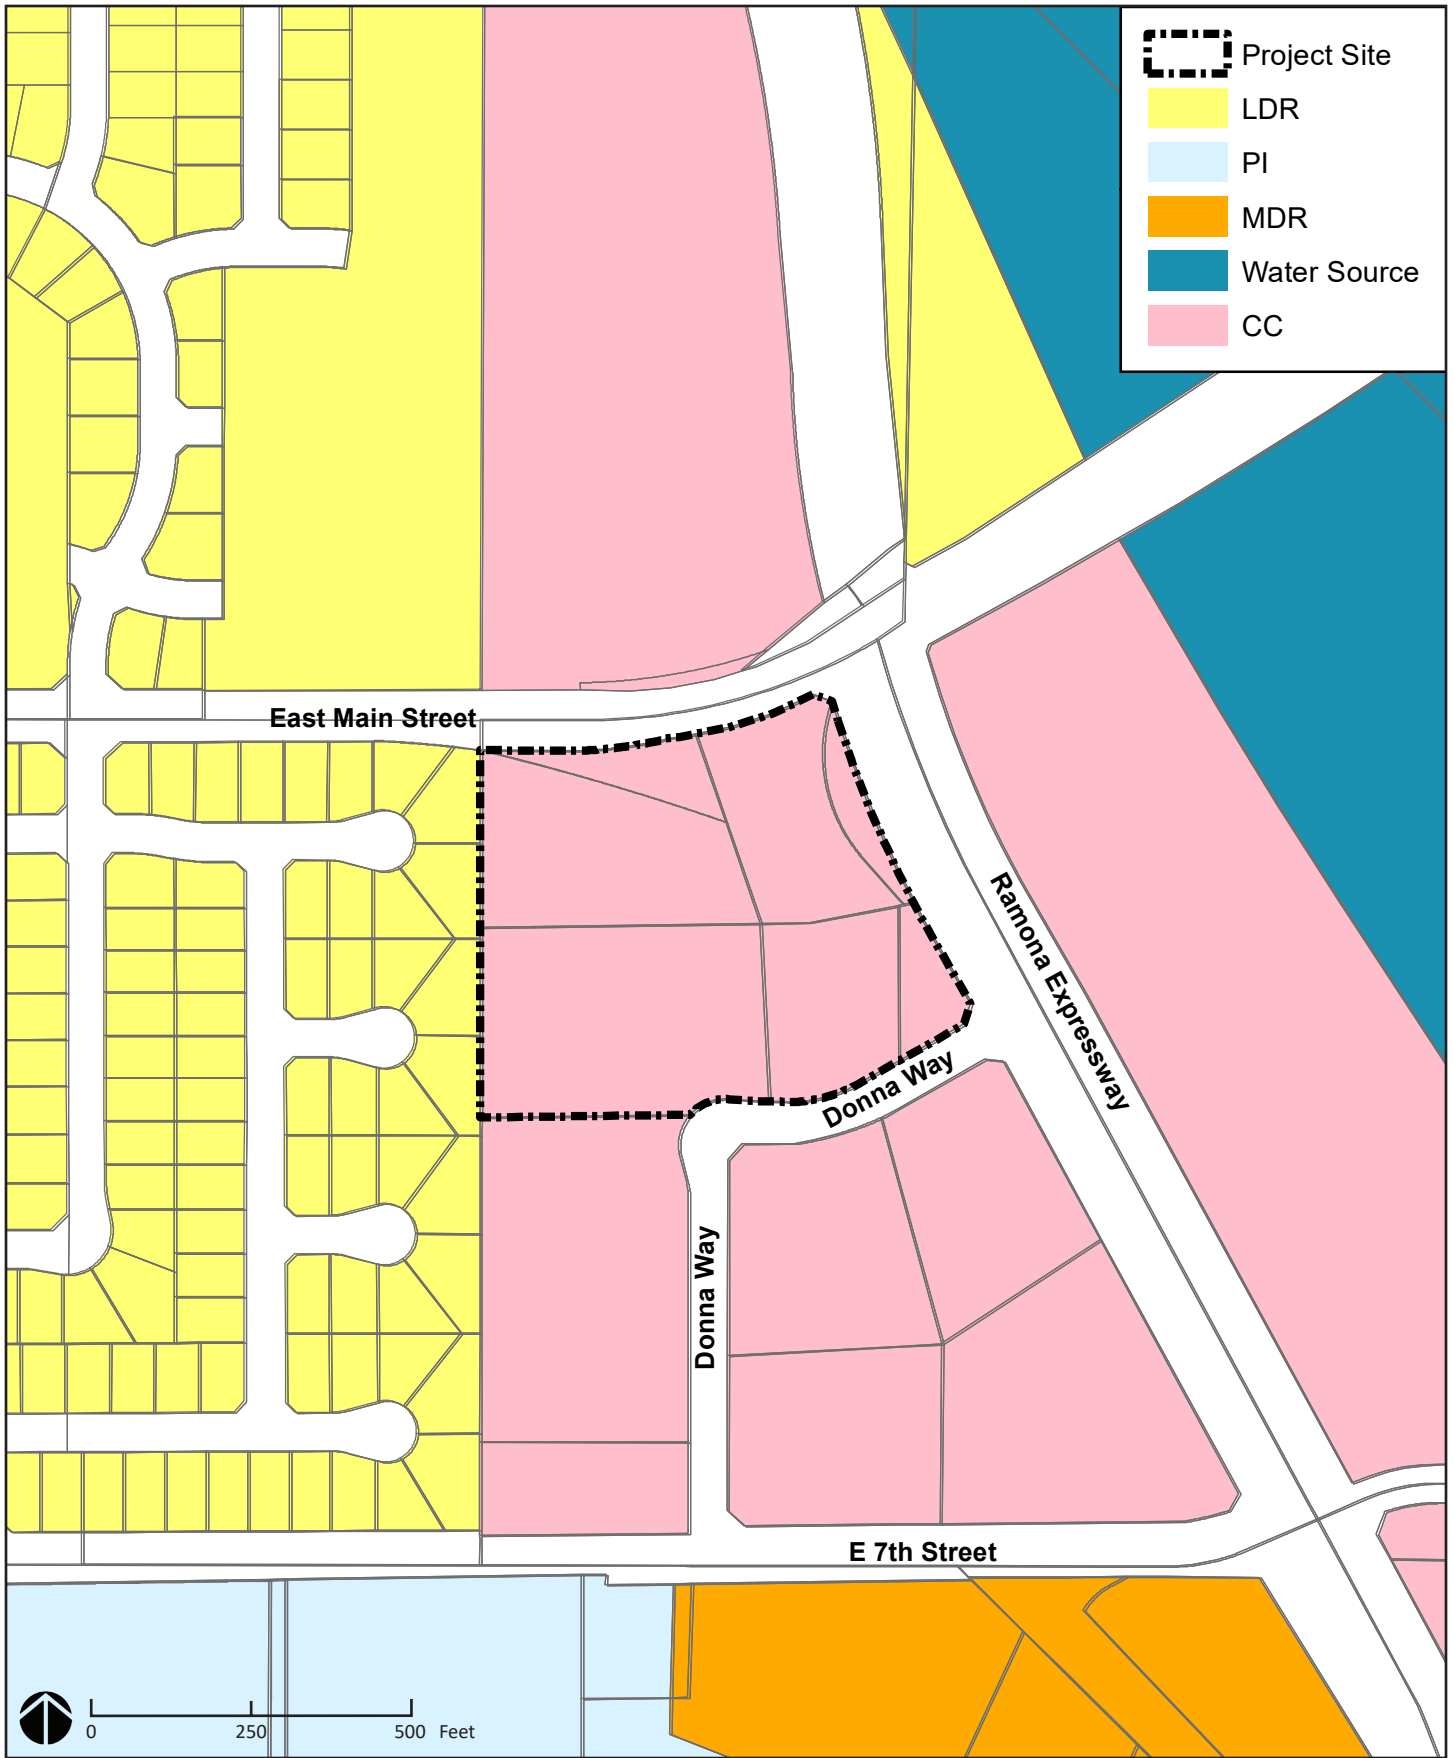 Project Site
LDR
PI
MDR
Water Source
CC
East Main Street
Ramona Expressway
Donna Way
Donna Way
E 7th Street
0 250 500 Feet